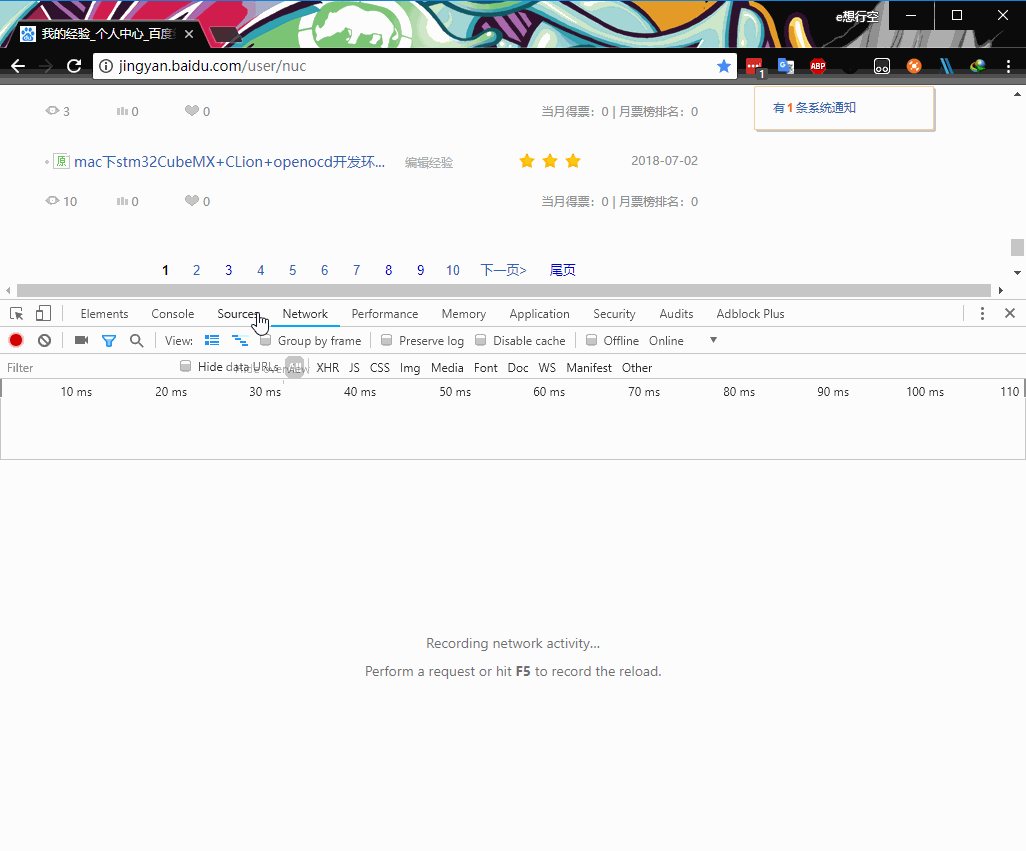 e想行空
我的经验_个人中心_百度
jingyan.baidu.com/user/nuc
1
ABP
3 0 0 当月得票：0 | 月票榜排名：0
有1条系统通知
原 mac下stm32CubeMX+CLion+openocd开发环... 编辑经验 2018-07-02
10 0 0 当月得票：0 | 月票榜排名：0
1 2 3 4 5 6 7 8 9 10 下一页> 尾页
Elements Console Sources Network Performance Memory Application Security Audits Adblock Plus
View: Group by frame Preserve log Disable cache Offline Online
Filter Hide data URLs Hide overview All XHR JS CSS Img Media Font Doc WS Manifest Other
10 ms 20 ms 30 ms 40 ms 50 ms 60 ms 70 ms 80 ms 90 ms 100 ms 110
Recording network activity...
Perform a request or hit F5 to record the reload.